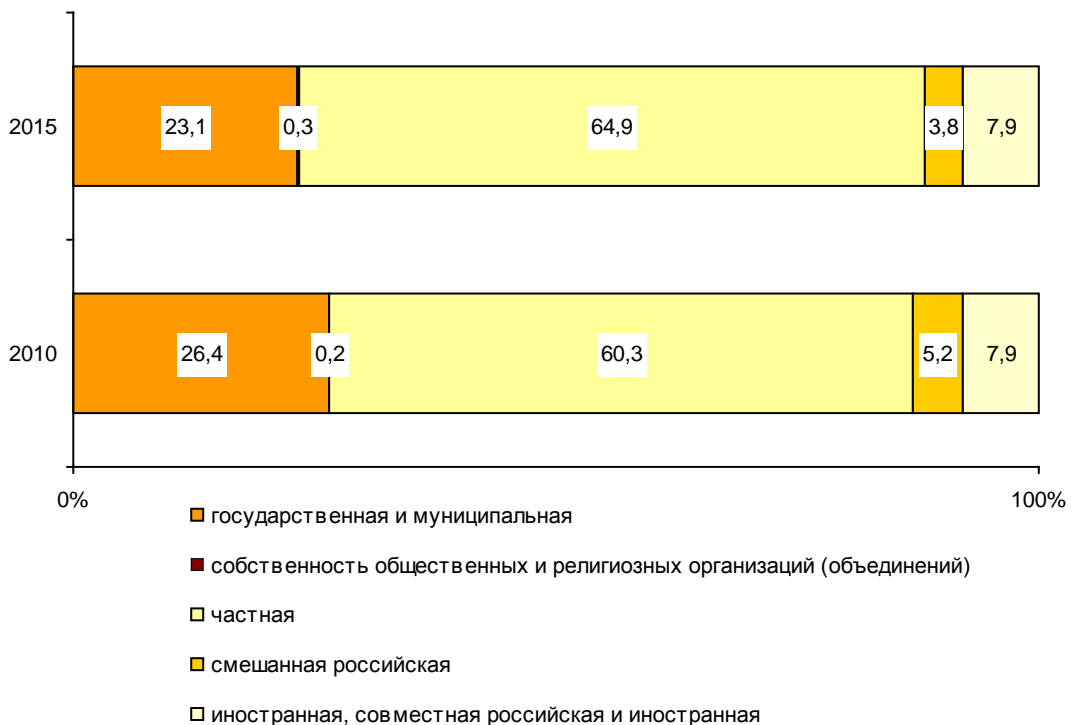 2015
23,1 0,3 64,9 3,8 7,9
2010
26,4 0,2 60,3 5,2 7,9
0% 100%
государственная и муниципальная
собственность общественных и религиозных организаций (объединений)
частная
смешанная российская
иностранная, совместная российская и иностранная